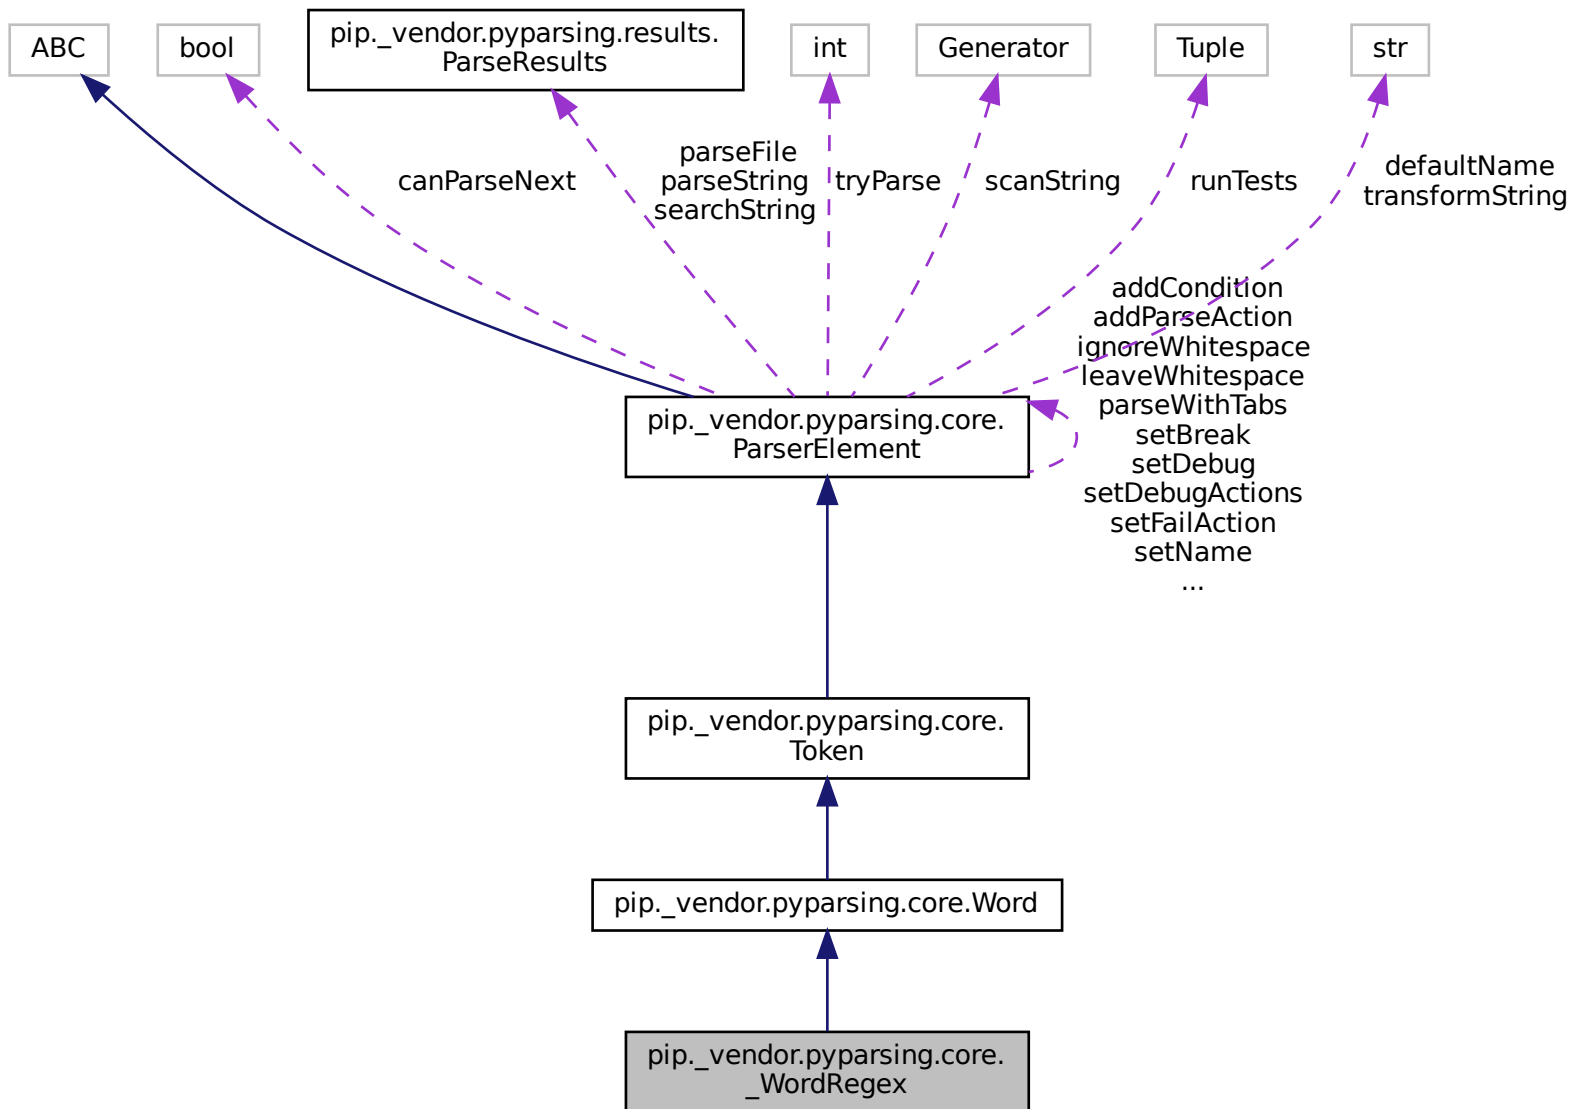 ABC
bool
pip._vendor.pyparsing.results.
ParseResults
int
Generator
Tuple
str
canParseNext
parseFile
parseString
searchString
tryParse
scanString
runTests
defaultName
transformString
addCondition
addParseAction
ignoreWhitespace
leaveWhitespace
parseWithTabs
setBreak
setDebug
setDebugActions
setFailAction
setName
...
pip._vendor.pyparsing.core.
ParserElement
pip._vendor.pyparsing.core.
Token
pip._vendor.pyparsing.core.Word
pip._vendor.pyparsing.core.
_WordRegex